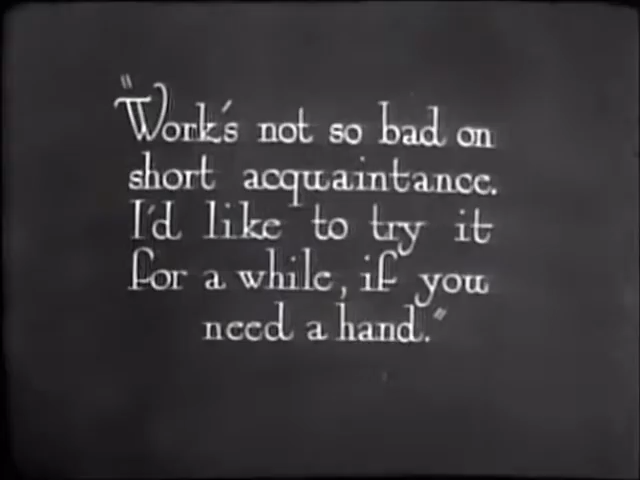 "Work's not so bad on
short acquaintance.
I'd like to try it
for a while, if you
need a hand."